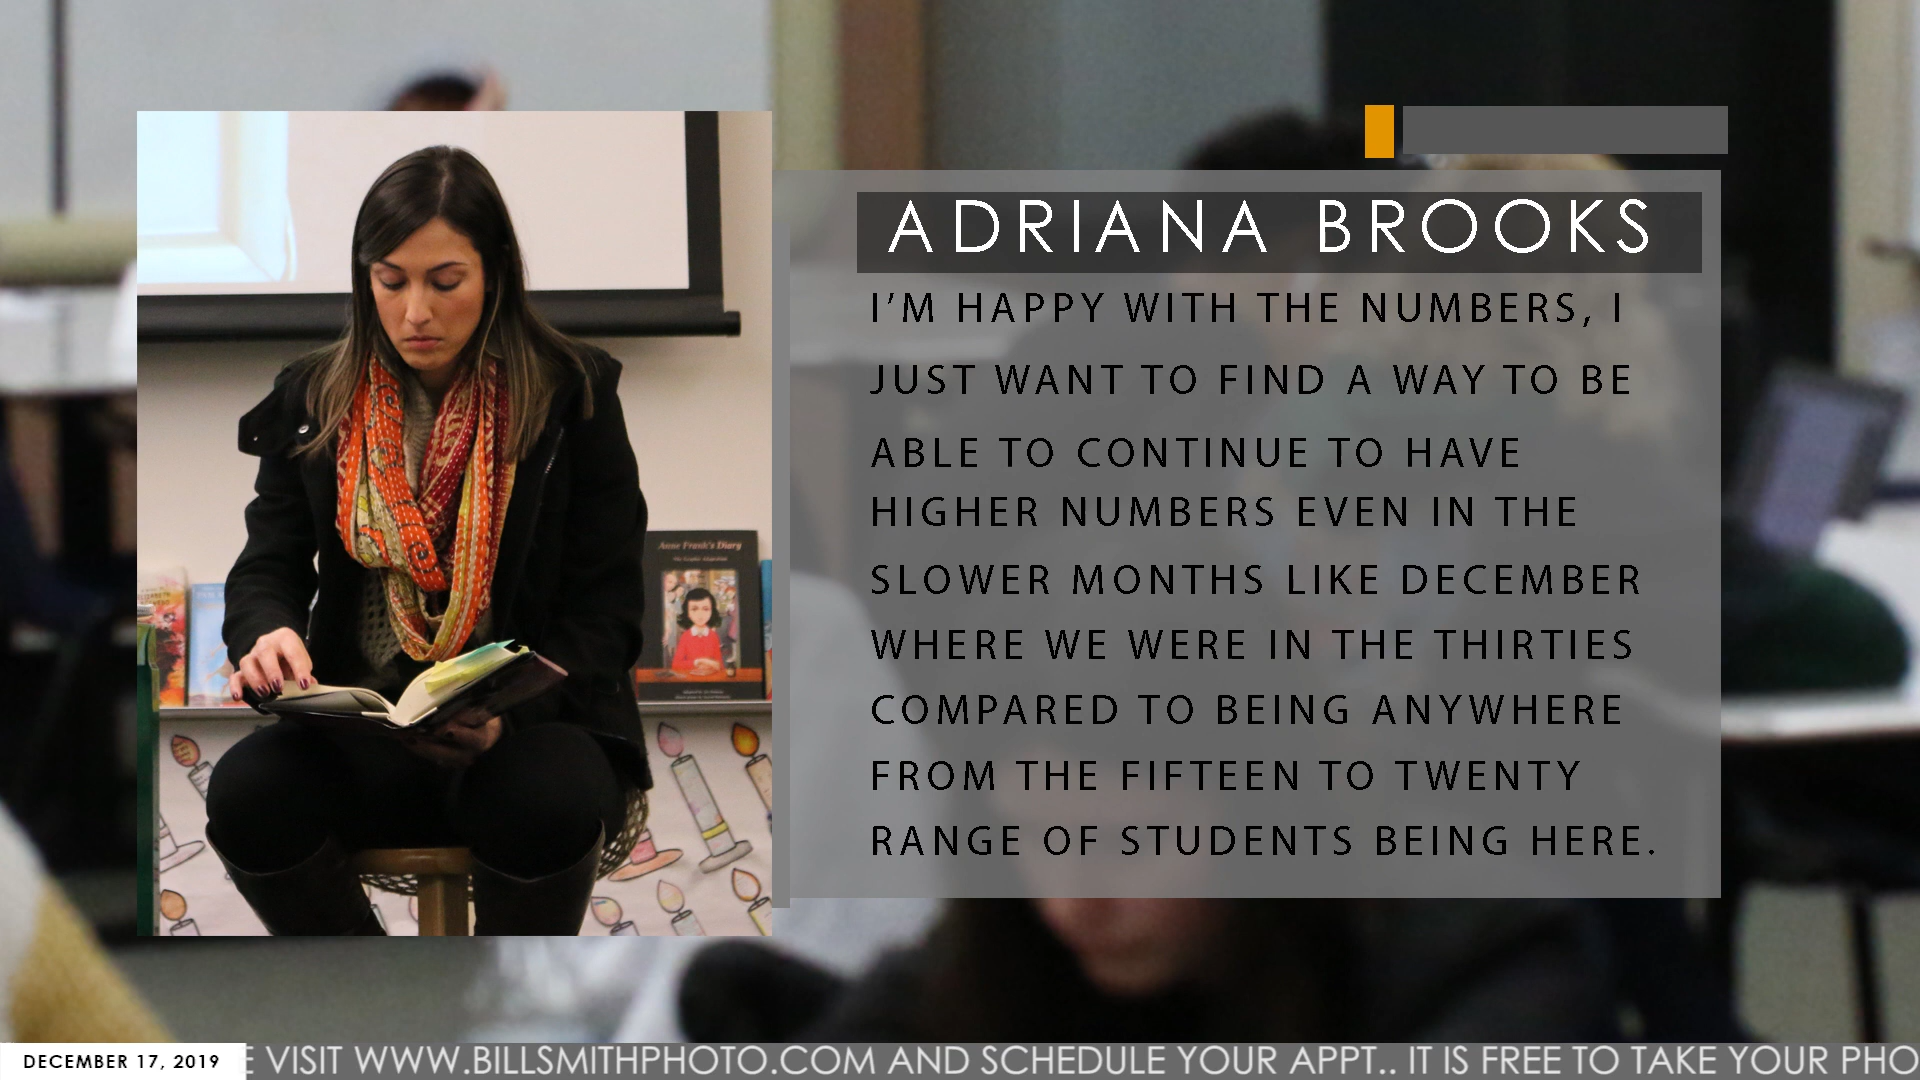 ADRIANA BROOKS
I'M HAPPY WITH THE NUMBERS, I
JUST WANT TO FIND A WAY TO BE
ABLE TO CONTINUE TO HAVE
HIGHER NUMBERS EVEN IN THE
SLOWER MONTHS LIKE DECEMBER
WHERE WE WERE IN THE THIRTIES
COMPARED TO BEING ANYWHERE
FROM THE FIFTEEN TO TWENTY
RANGE OF STUDENTS BEING HERE.
Anne Frank's Diary
DECEMBER 17, 2019
E VISIT WWW.BILLSMITHPHOTO.COM AND SCHEDULE YOUR APPT.. IT IS FREE TO TAKE YOUR PHO